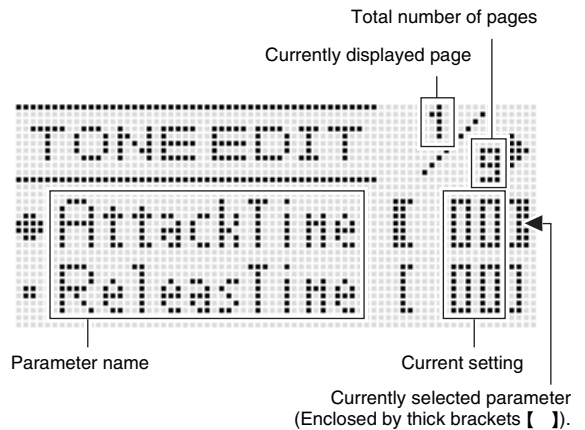 Total number of pages
Currently displayed page
TONE EDIT 1/9
AttackTime 【 00】
ReleasTime [ 00]
Parameter name
Current setting
Currently selected parameter
(Enclosed by thick brackets 【 】).